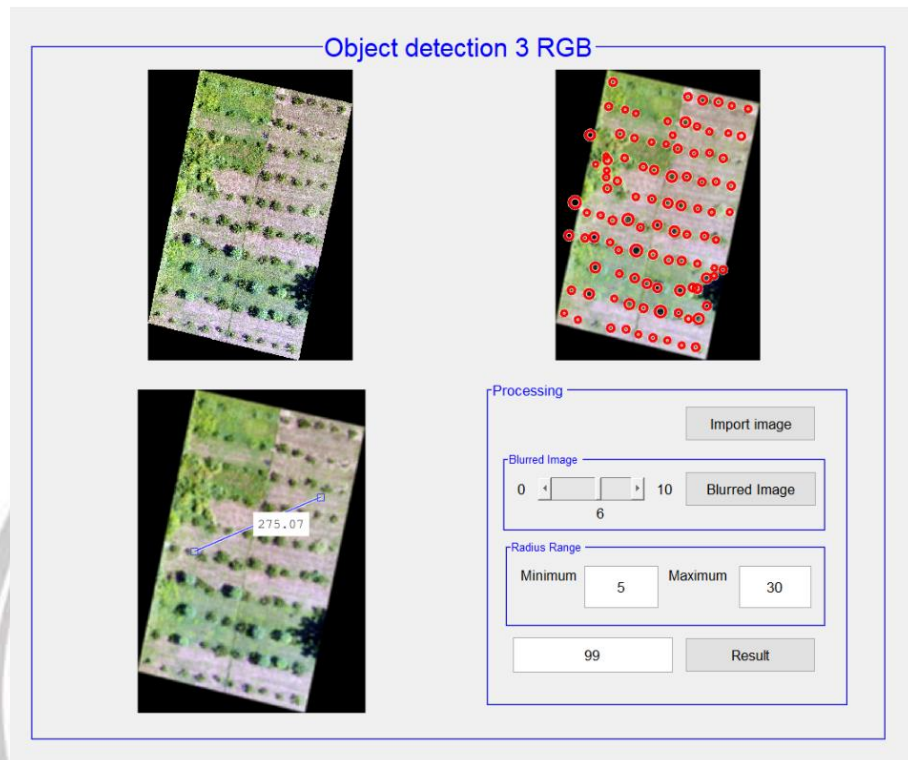 Object detection 3 RGB
275.07
Processing
Import image
Blurred Image
0 10 Blurred Image
6
Radius Range
Minimum 5 Maximum 30
99 Result